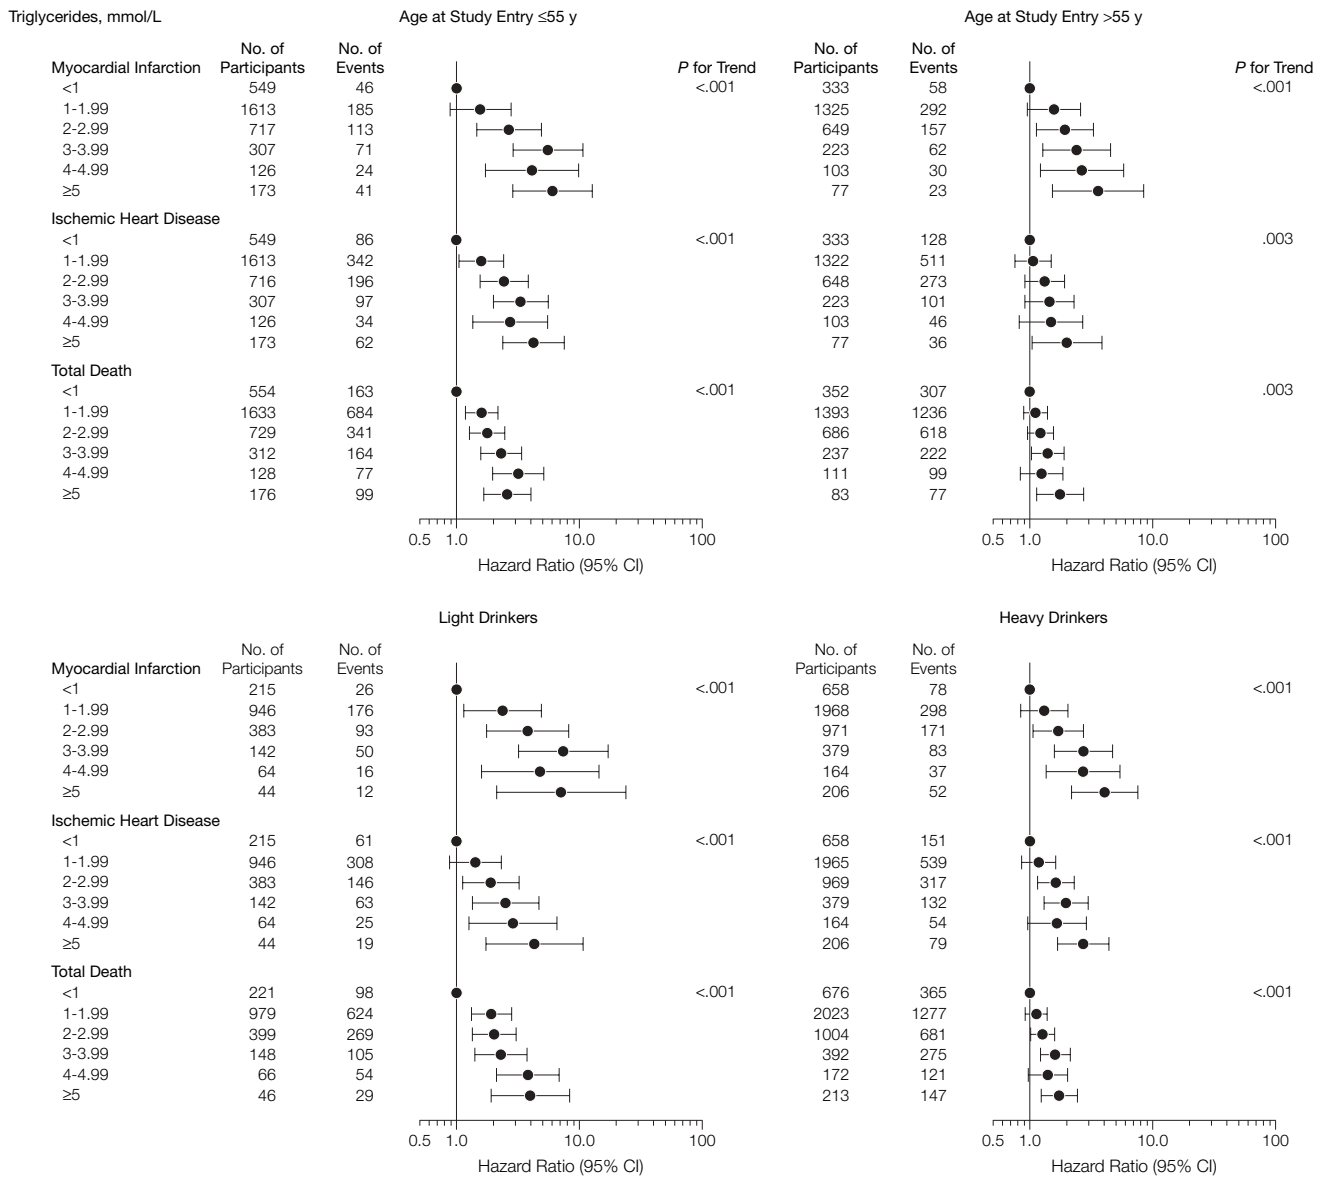 Triglycerides, mmol/L Age at Study Entry ≤55 y Age at Study Entry >55 y
No. of No. of No. of No. of
Myocardial Infarction Participants Events P for Trend Participants Events P for Trend
<1 549 46 <.001 333 58 <.001
1-1.99 1613 185 1325 292
2-2.99 717 113 649 157
3-3.99 307 71 223 62
4-4.99 126 24 103 30
≥5 173 41 77 23
Ischemic Heart Disease
<1 549 86 <.001 333 128 .003
1-1.99 1613 342 1322 511
2-2.99 716 196 648 273
3-3.99 307 97 223 101
4-4.99 126 34 103 46
≥5 173 62 77 36
Total Death
<1 554 163 <.001 352 307 .003
1-1.99 1633 684 1393 1236
2-2.99 729 341 686 618
3-3.99 312 164 237 222
4-4.99 128 77 111 99
≥5 176 99 83 77
0.5 1.0 10.0 100 0.5 1.0 10.0 100
Hazard Ratio (95% CI) Hazard Ratio (95% CI)
Light Drinkers Heavy Drinkers
No. of No. of No. of No. of
Myocardial Infarction Participants Events Participants Events
<1 215 26 <.001 658 78 <.001
1-1.99 946 176 1968 298
2-2.99 383 93 971 171
3-3.99 142 50 379 83
4-4.99 64 16 164 37
≥5 44 12 206 52
Ischemic Heart Disease
<1 215 61 <.001 658 151 <.001
1-1.99 946 308 1965 539
2-2.99 383 146 969 317
3-3.99 142 63 379 132
4-4.99 64 25 164 54
≥5 44 19 206 79
Total Death
<1 221 98 <.001 676 365 <.001
1-1.99 979 624 2023 1277
2-2.99 399 269 1004 681
3-3.99 148 105 392 275
4-4.99 66 54 172 121
≥5 46 29 213 147
0.5 1.0 10.0 100 0.5 1.0 10.0 100
Hazard Ratio (95% CI) Hazard Ratio (95% CI)